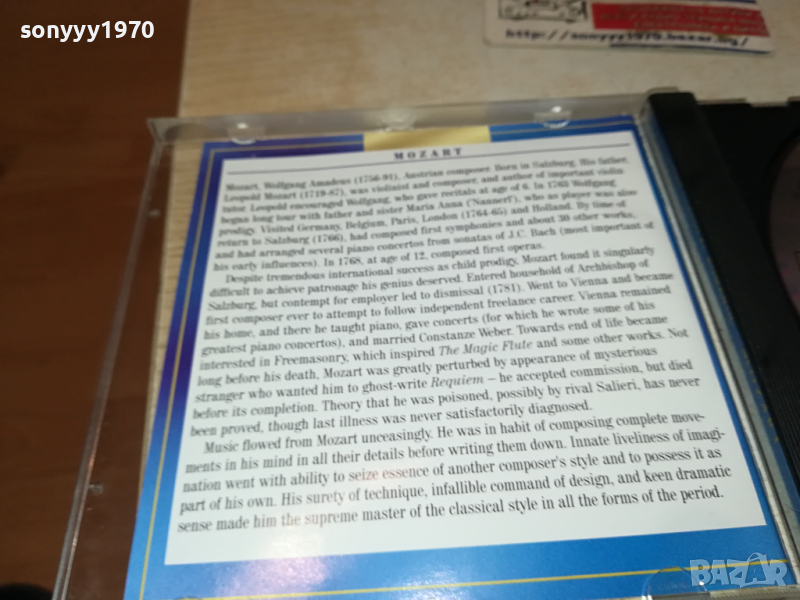 sonyyy1970
http://sonyyy1970.bazar.bg/
MOZART
Mozart, Wolfgang Amadeus (1756-91), Austrian composer. Born in Salzburg. His father,
Leopold Mozart (1719-87), was violinist and composer, and author of important violin
tutor. Leopold encouraged Wolfgang, who gave recitals at age of 6. In 1763 Wolfgang,
began long tour with father and sister Maria Anna ('Nannerl'), who as player was also
prodigy. Visited Germany, Belgium, Paris, London (1764-65) and Holland. By time of
return to Salzburg (1766), had composed first symphonies and about 30 other works,
and had arranged several piano concertos from sonatas of J.C. Bach (most important of
his early influences). In 1768, at age of 12, composed first operas.
Despite tremendous international success as child prodigy, Mozart found it singularly
difficult to achieve patronage his genius deserved. Entered household of Archbishop of
Salzburg, but contempt for employer led to dismissal (1781). Went to Vienna and became
first composer ever to attempt to follow independent freelance career. Vienna remained
his home, and there he taught piano, gave concerts (for which he wrote some of his
greatest piano concertos), and married Constanze Weber. Towards end of life became
interested in Freemasonry, which inspired The Magic Flute and some other works. Not
long before his death, Mozart was greatly perturbed by appearance of mysterious
stranger who wanted him to ghost-write Requiem – he accepted commission, but died
before its completion. Theory that he was poisoned, possibly by rival Salieri, has never
been proved, though last illness was never satisfactorily diagnosed.
Music flowed from Mozart unceasingly. He was in habit of composing complete move-
ments in his mind in all their details before writing them down. Innate liveliness of imagi-
nation went with ability to seize essence of another composer's style and to possess it as
part of his own. His surety of technique, infallible command of design, and keen dramatic
sense made him the supreme master of the classical style in all the forms of the period.
BAZAR